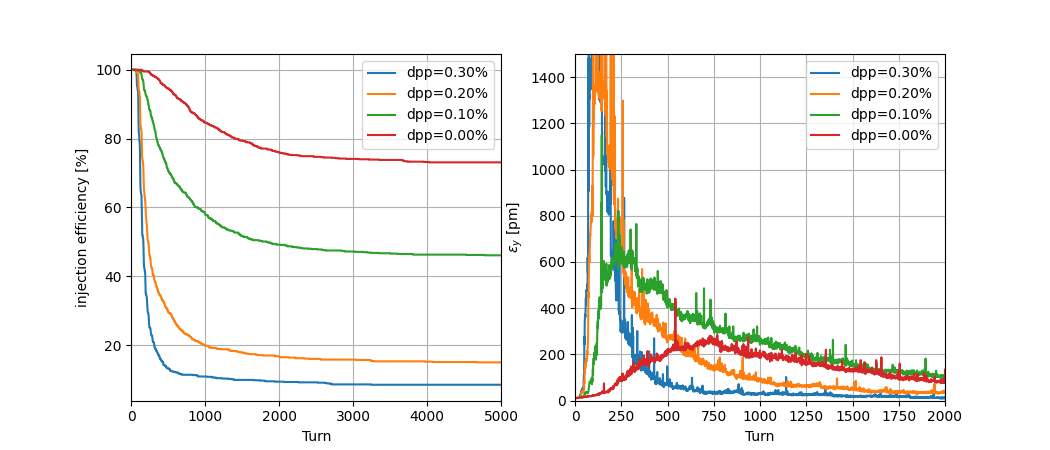 injection efficiency [%]
100
80
60
40
20
0
1000
2000
3000
4000
5000
Turn
dpp=0.30%
dpp=0.20%
dpp=0.10%
dpp=0.00%
εy [pm]
1400
1200
1000
800
600
400
200
0
0
250
500
750
1000
1250
1500
1750
2000
Turn
dpp=0.30%
dpp=0.20%
dpp=0.10%
dpp=0.00%